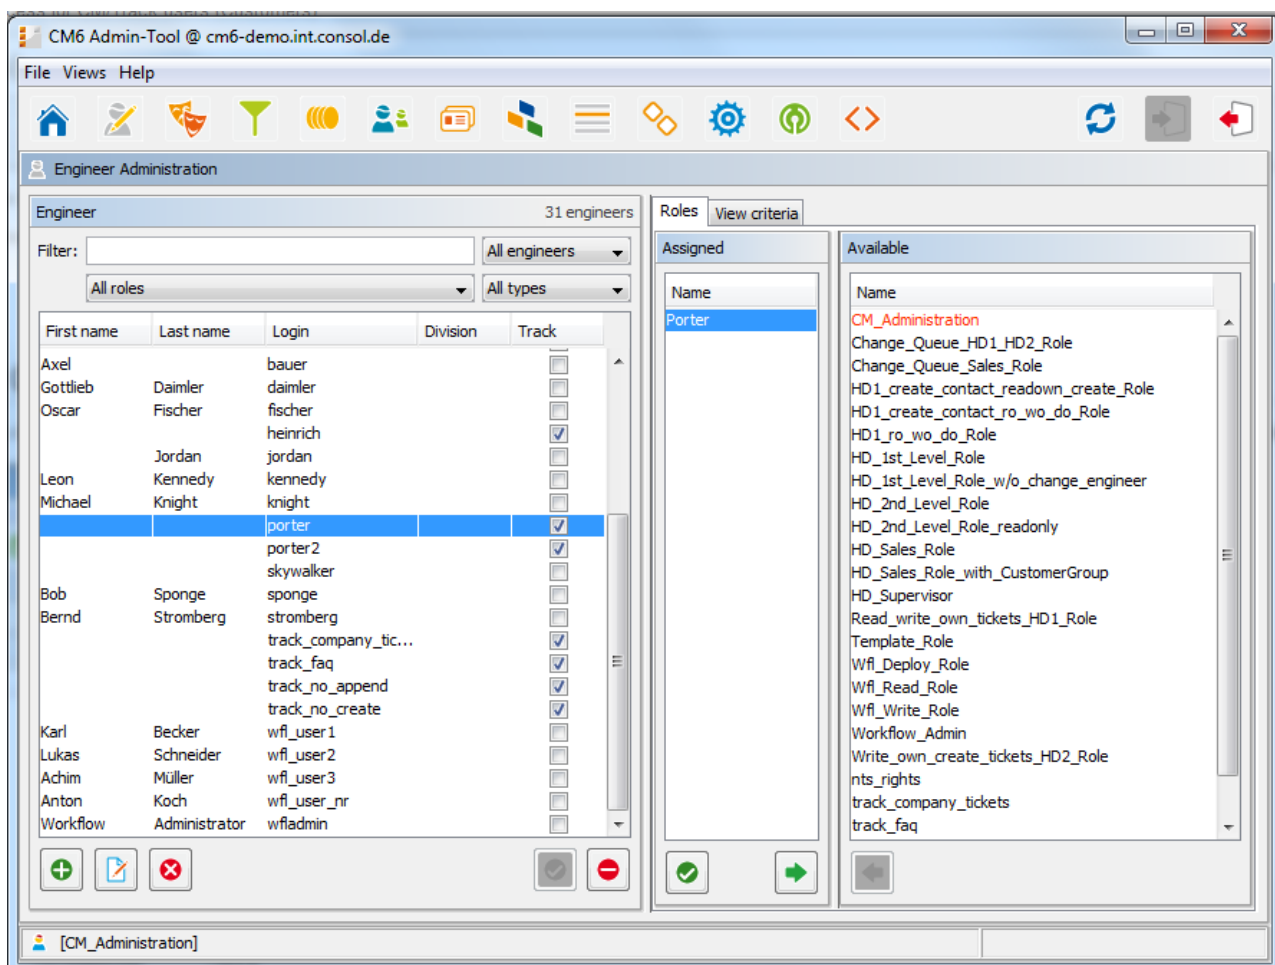 CM6 Admin-Tool @ cm6-demo.int.consol.de
File Views Help
Engineer Administration
Engineer 31 engineers
Filter: All engineers
All roles All types
First name Last name Login Division Track
Axel bauer
Gottlieb Daimler daimler
Oscar Fischer fischer
heinrich
Jordan jordan
Leon Kennedy kennedy
Michael Knight knight
porter
porter2
skywalker
Bob Sponge sponge
Bernd Stromberg stromberg
track_company_tic...
track_faq
track_no_append
track_no_create
Karl Becker wfl_user1
Lukas Schneider wfl_user2
Achim Müller wfl_user3
Anton Koch wfl_user_nr
Workflow Administrator wfladmin
Roles View criteria
Assigned
Name
Porter
Available
Name
CM_Administration
Change_Queue_HD1_HD2_Role
Change_Queue_Sales_Role
HD1_create_contact_readown_create_Role
HD1_create_contact_ro_wo_do_Role
HD1_ro_wo_do_Role
HD_1st_Level_Role
HD_1st_Level_Role_w/o_change_engineer
HD_2nd_Level_Role
HD_2nd_Level_Role_readonly
HD_Sales_Role
HD_Sales_Role_with_CustomerGroup
HD_Supervisor
Read_write_own_tickets_HD1_Role
Template_Role
Wfl_Deploy_Role
Wfl_Read_Role
Wfl_Write_Role
Workflow_Admin
Write_own_create_tickets_HD2_Role
nts_rights
track_company_tickets
track_faq
[CM_Administration]